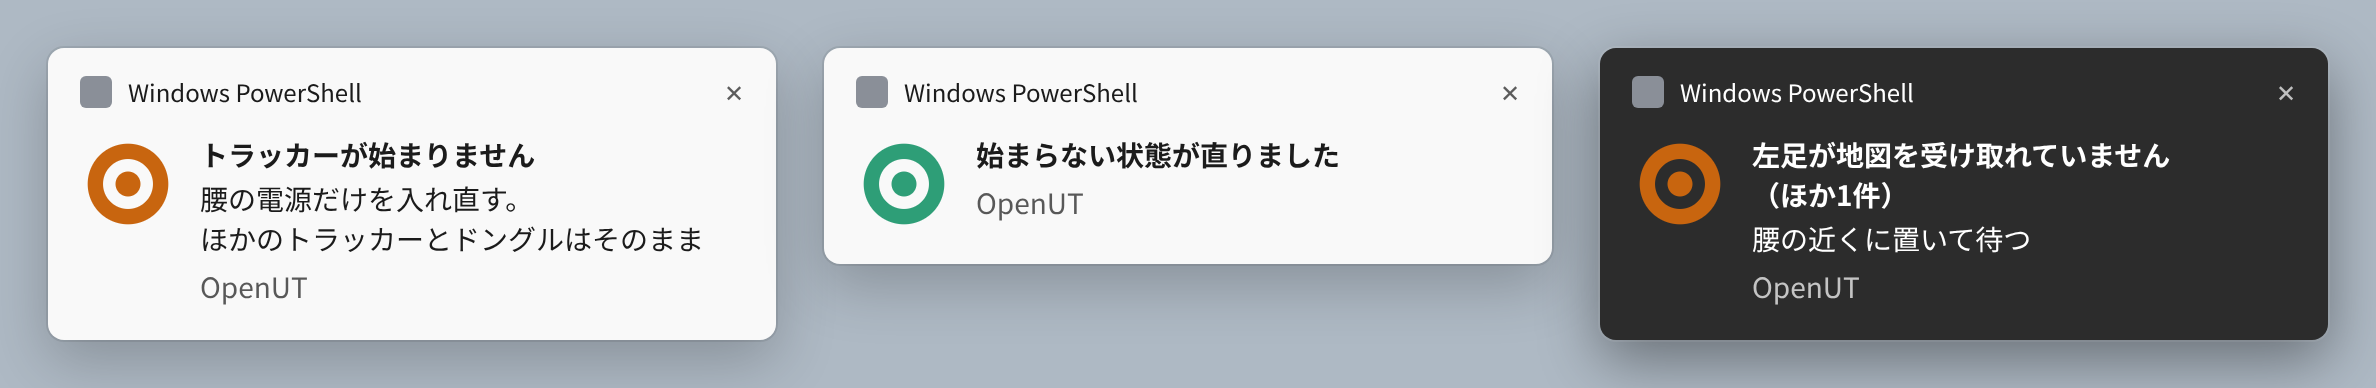 Windows PowerShell
トラッカーが始まりません
腰の電源だけを入れ直す。
ほかのトラッカーとドングルはそのまま
OpenUT
Windows PowerShell
始まらない状態が直りました
OpenUT
Windows PowerShell
左足が地図を受け取れていません
（ほか1件）
腰の近くに置いて待つ
OpenUT